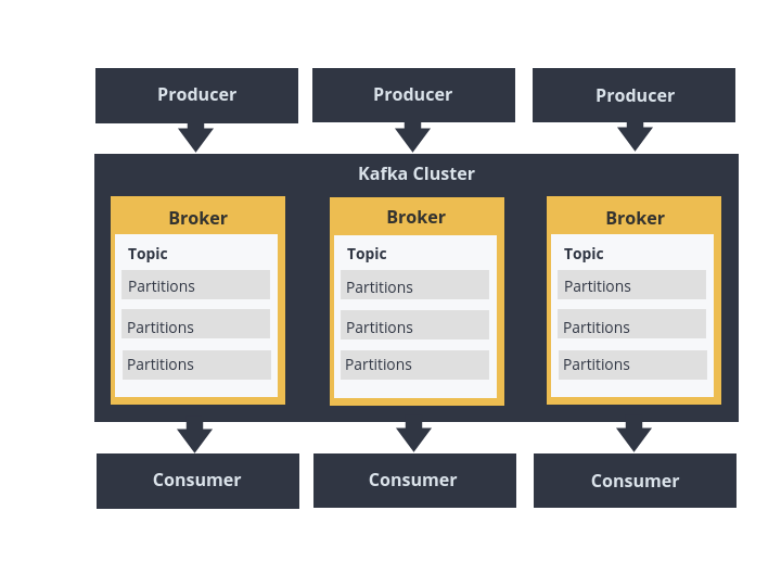 Producer
Producer
Producer
Kafka Cluster
Broker
Topic
Partitions
Partitions
Partitions
Broker
Topic
Partitions
Partitions
Partitions
Broker
Topic
Partitions
Partitions
Partitions
Consumer
Consumer
Consumer